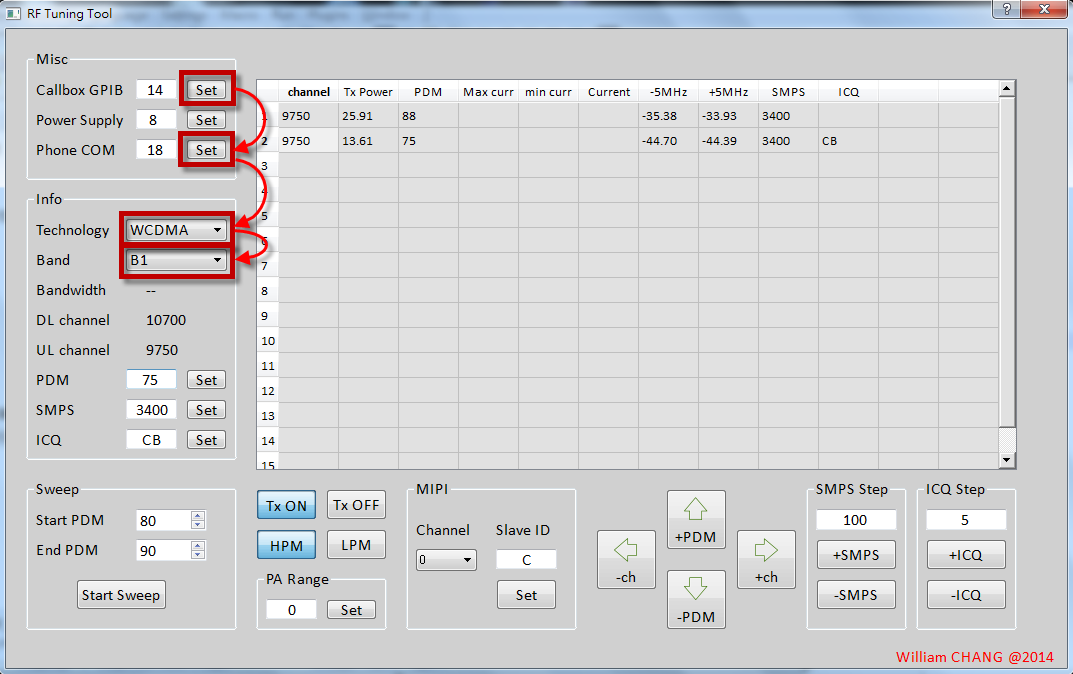 RF Tuning Tool
Misc
Callbox GPIB 14 Set
Power Supply 8 Set
Phone COM 18 Set
Info
Technology WCDMA
Band B1
Bandwidth --
DL channel 10700
UL channel 9750
PDM 75 Set
SMPS 3400 Set
ICQ CB Set
channel Tx Power PDM Max curr min curr Current -5MHz +5MHz SMPS ICQ
1 9750 25.91 88 -35.38 -33.93 3400
2 9750 13.61 75 -44.70 -44.39 3400 CB
3
4
5
6
7
8
9
10
11
12
13
14
15
Sweep
Start PDM 80
End PDM 90
Start Sweep
Tx ON Tx OFF
HPM LPM
PA Range
0 Set
MIPI
Channel Slave ID
0 C
Set
+PDM
-ch +ch
-PDM
SMPS Step
100
+SMPS
-SMPS
ICQ Step
5
+ICQ
-ICQ
William CHANG @2014